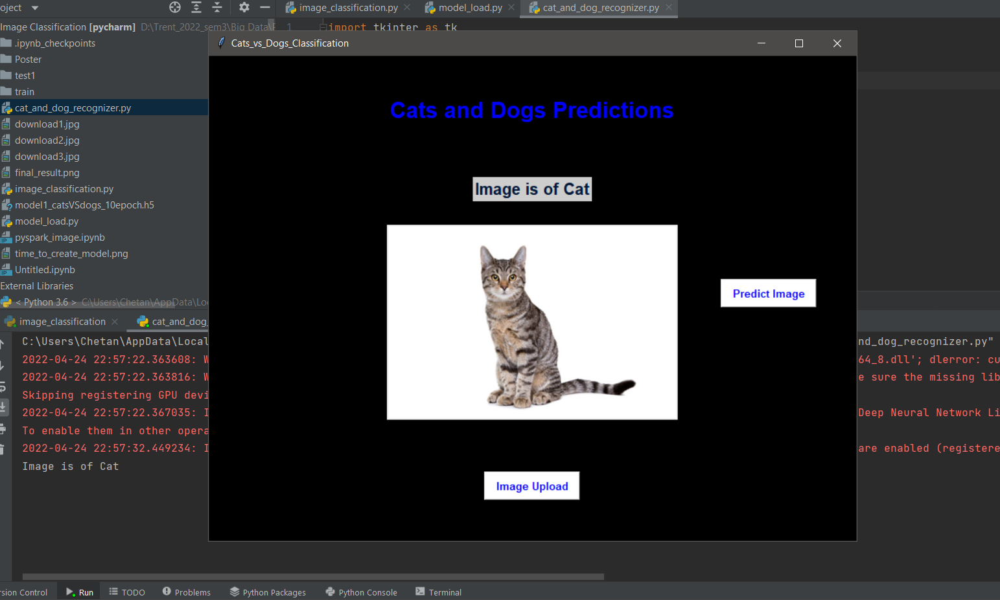 oject
image_classification.py
model_load.py
cat_and_dog_recognizer.py
Image Classification [pycharm] D:\Trent_2022_sem3\Big Data\
1 import tkinter as tk
.ipynb_checkpoints
Poster
test1
train
cat_and_dog_recognizer.py
download1.jpg
download2.jpg
download3.jpg
final_result.png
image_classification.py
model1_catsVSdogs_10epoch.h5
model_load.py
pyspark_image.ipynb
time_to_create_model.png
Untitled.ipynb
External Libraries
< Python 3.6 > C:\Users\Chetan\AppData\Lo
Cats_vs_Dogs_Classification
Cats and Dogs Predictions
Image is of Cat
Predict Image
Image Upload
image_classification
cat_and_dog_
C:\Users\Chetan\AppData\Local nd_dog_recognizer.py"
2022-04-24 22:57:22.363608: W 64_8.dll'; dlerror: cu
2022-04-24 22:57:22.363816: W e sure the missing lib
Skipping registering GPU devi
2022-04-24 22:57:22.367035: I Deep Neural Network Li
To enable them in other opera
2022-04-24 22:57:32.449234: I are enabled (registere
Image is of Cat
rsion Control
Run
TODO
Problems
Python Packages
Python Console
Terminal